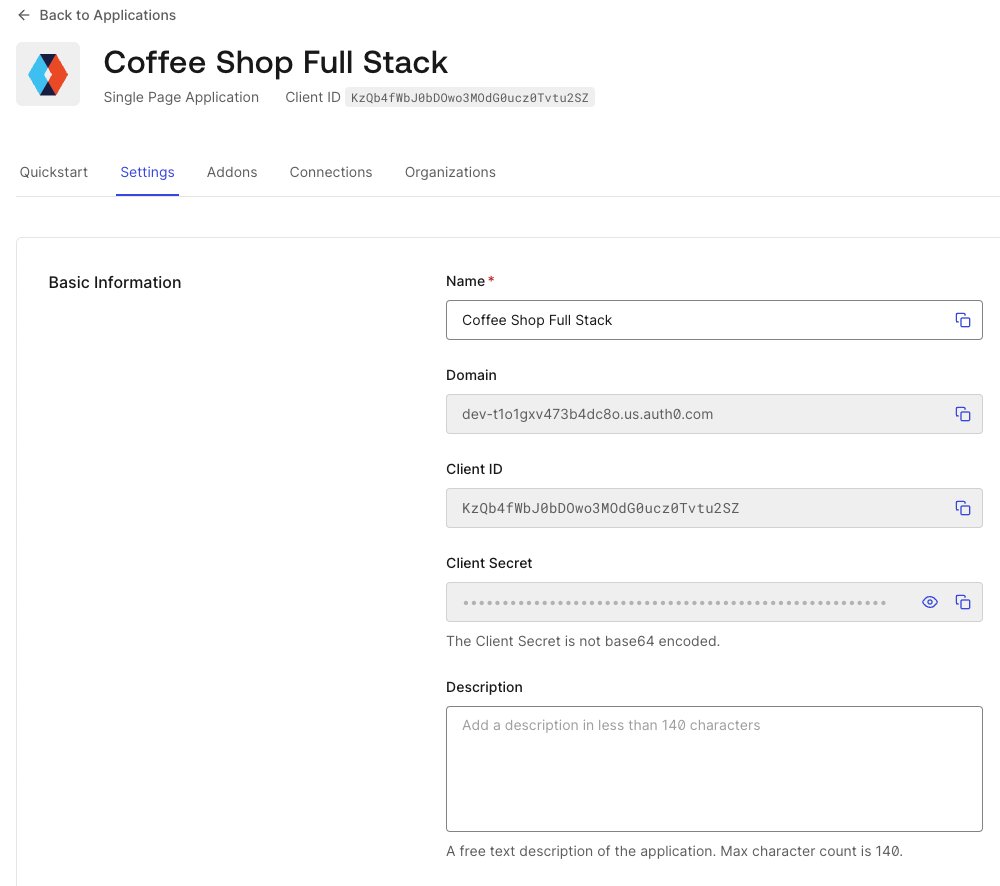 Back to Applications
Coffee Shop Full Stack
Single Page Application Client ID KzQb4fWbJ0bDOwo3MOdG0ucz0Tvtu2SZ
Quickstart Settings Addons Connections Organizations
Basic Information
Name*
Coffee Shop Full Stack
Domain
dev-t1o1gxv473b4dc8o.us.auth0.com
Client ID
KzQb4fWbJ0bDOwo3MOdG0ucz0Tvtu2SZ
Client Secret
The Client Secret is not base64 encoded.
Description
Add a description in less than 140 characters
A free text description of the application. Max character count is 140.